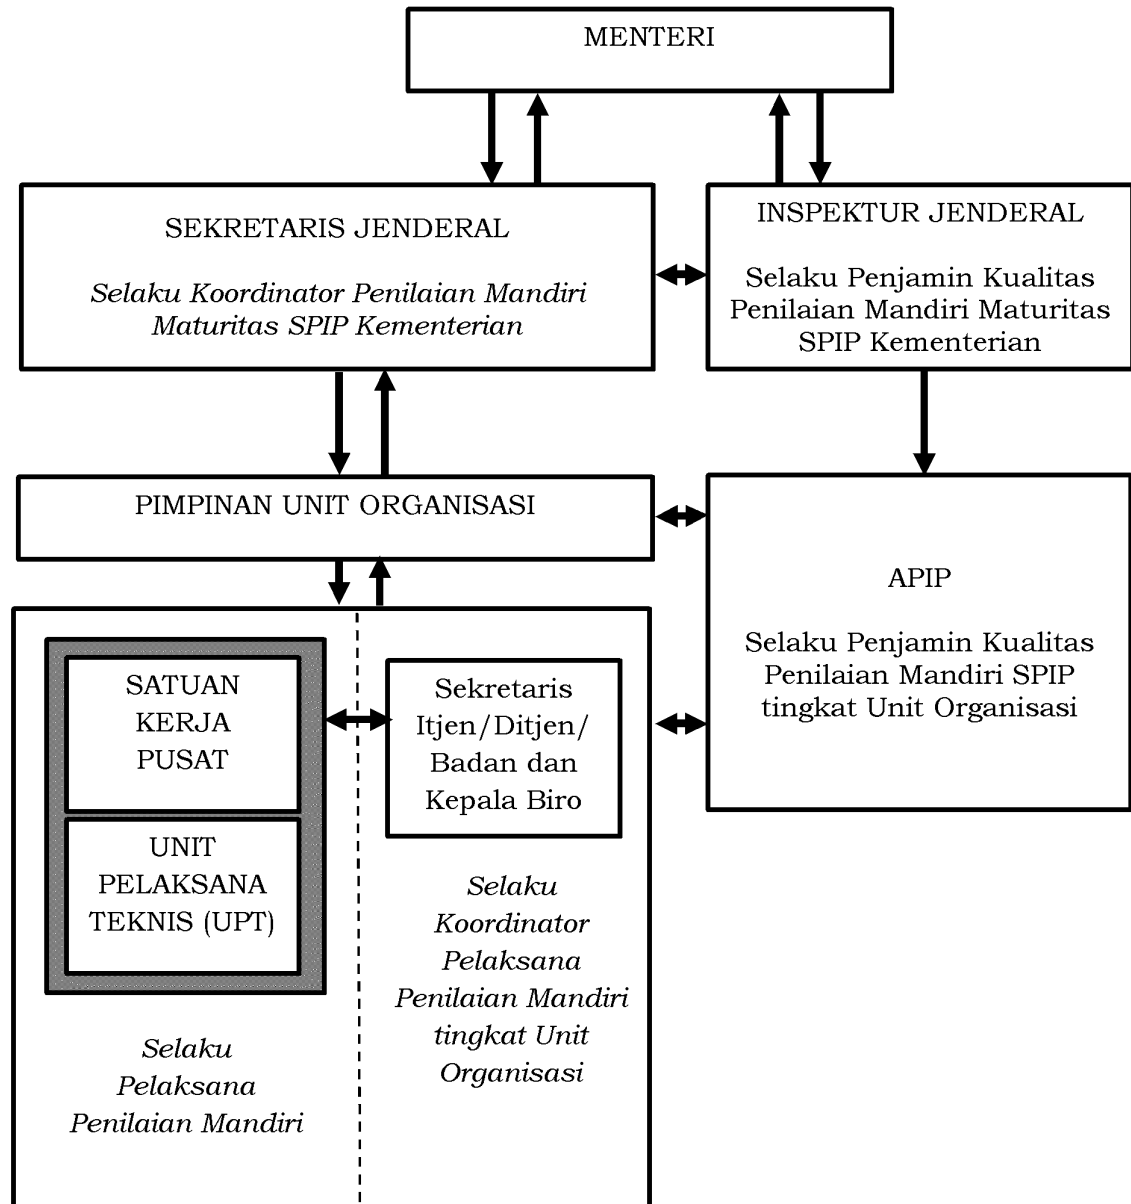 MENTERI
SEKRETARIS JENDERAL
Selaku Koordinator Penilaian Mandiri
Maturitas SPIP Kementerian
INSPEKTUR JENDERAL
Selaku Penjamin Kualitas
Penilaian Mandiri Maturitas
SPIP Kementerian
PIMPINAN UNIT ORGANISASI
APIP
Selaku Penjamin Kualitas
Penilaian Mandiri SPIP
tingkat Unit Organisasi
SATUAN
KERJA
PUSAT
UNIT
PELAKSANA
TEKNIS (UPT)
Selaku
Pelaksana
Penilaian Mandiri
Sekretaris
Itjen/Ditjen/
Badan dan
Kepala Biro
Selaku
Koordinator
Pelaksana
Penilaian Mandiri
tingkat Unit
Organisasi